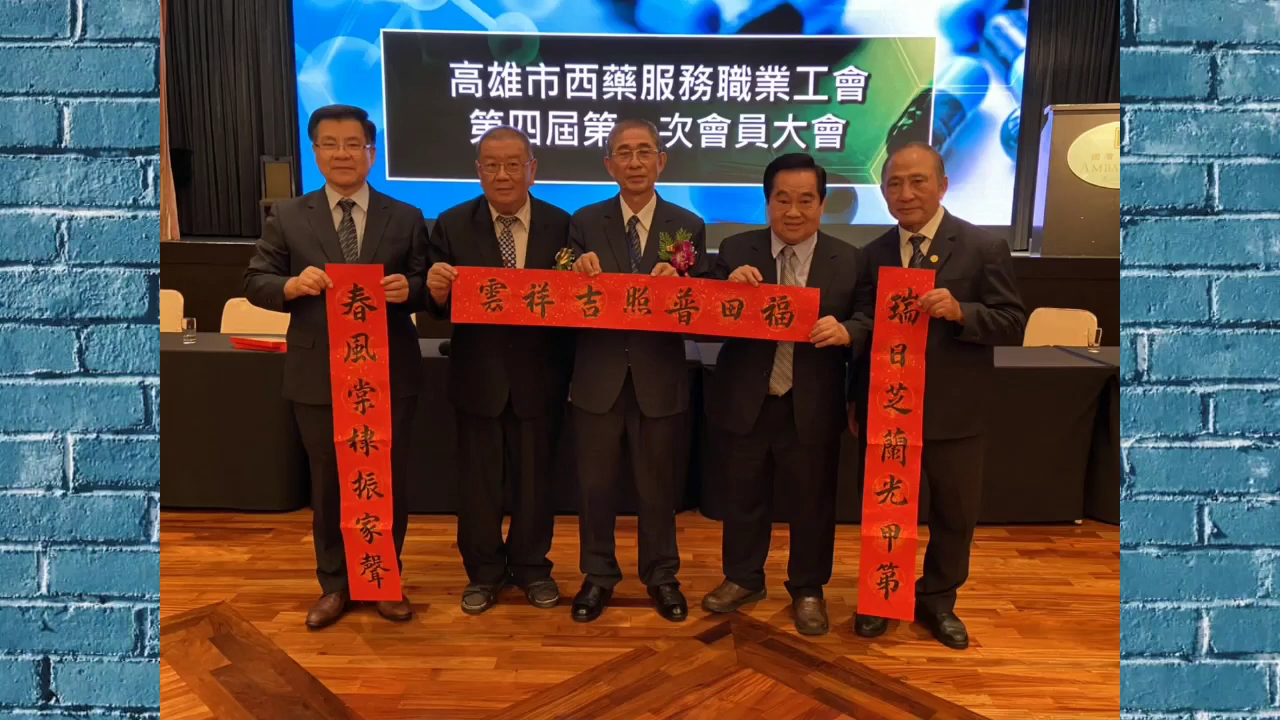 高雄市西藥服務職業工會
第四屆第 次會員大會
AMBA
福田普照吉祥雲
瑞日芝蘭光甲第
春風棠棣振家聲